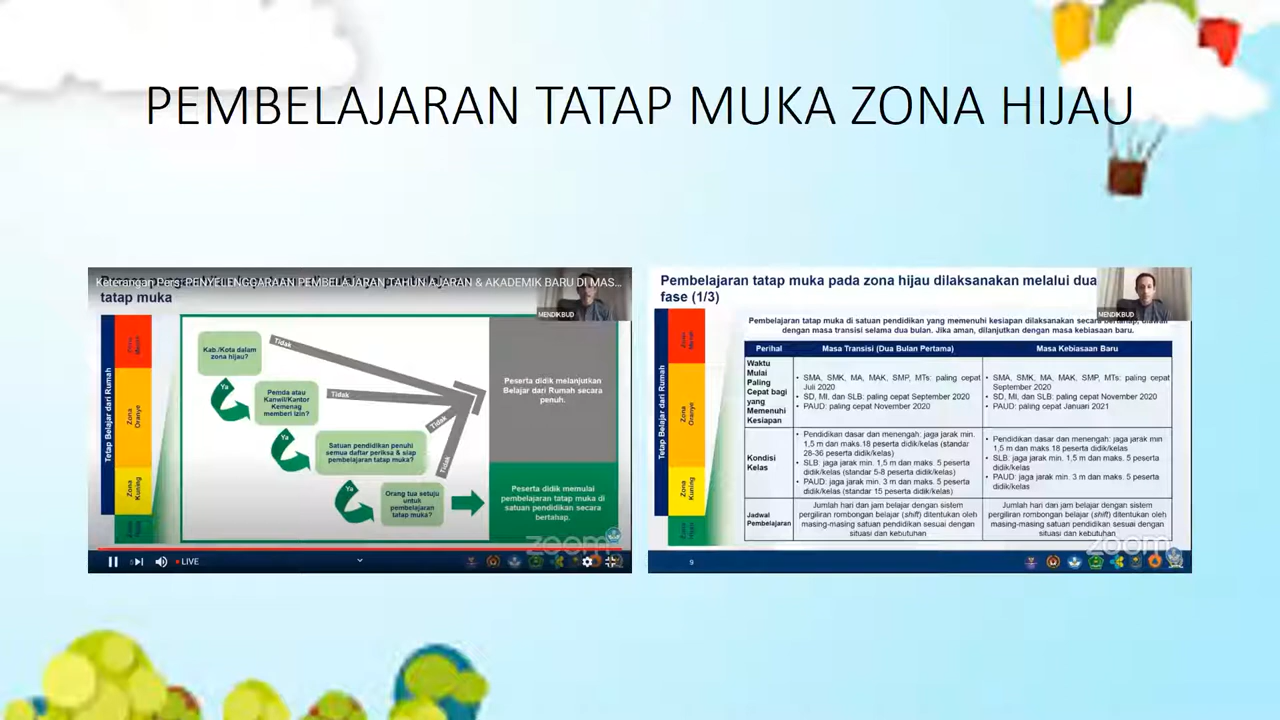 PEMBELAJARAN TATAP MUKA ZONA HIJAU
Keterangan Pers: PENYELENGGARAAN PEMBELAJARAN TAHUN AJARAN & AKADEMIK BARU DI MAS...
tatap muka
MENDIKBUD
Tetap Belajar dari Rumah
Zona
Oranye
Zona
Kuning
Kab./Kota dalam
zona hijau?
Tidak
Ya
Pemda atau
Kanwil/Kantor
Kemenag
memberi izin?
Tidak
Ya
Satuan pendidikan penuhi
semua daftar periksa & siap
pembelajaran tatap muka?
Tidak
Ya
Orang tua setuju
untuk
pembelajaran
tatap muka?
Tidak
Peserta didik melanjutkan
Belajar dari Rumah secara
penuh.
Peserta didik memulai
pembelajaran tatap muka di
satuan pendidikan secara
bertahap.
zoom
LIVE
Pembelajaran tatap muka pada zona hijau dilaksanakan melalui dua
fase (1/3)
MENDIKBUD
Tetap Belajar dari Rumah
Zona
Oranye
Zona
Kuning
Pembelajaran tatap muka di satuan pendidikan yang memenuhi kesiapan dilaksanakan secara
dengan masa transisi selama dua bulan. Jika aman, dilanjutkan dengan masa kebiasaan baru.
Perihal
Masa Transisi (Dua Bulan Pertama)
Masa Kebiasaan Baru
Waktu
Mulai
Paling
Cepat bagi
yang
Memenuhi
Kesiapan
• SMA, SMK, MA, MAK, SMP, MTs: paling cepat
Juli 2020
• SD, MI, dan SLB: paling cepat September 2020
• PAUD: paling cepat November 2020
• SMA, SMK, MA, MAK, SMP, MTs: paling cepat
September 2020
• SD, MI, dan SLB: paling cepat November 2020
• PAUD: paling cepat Januari 2021
Kondisi
Kelas
• Pendidikan dasar dan menengah: jaga jarak min.
1,5 m dan maks.18 peserta didik/kelas (standar
28-36 peserta didik/kelas)
• SLB: jaga jarak min. 1,5 m dan maks. 5 peserta
didik/kelas (standar 5-8 peserta didik/kelas)
• PAUD: jaga jarak min. 3 m dan maks. 5 peserta
didik/kelas (standar 15 peserta didik/kelas)
• Pendidikan dasar dan menengah: jaga jarak min
1,5 m dan maks.18 peserta didik/kelas
• SLB: jaga jarak min. 1,5 m dan maks. 5 peserta
didik/kelas
• PAUD: jaga jarak min. 3 m dan maks. 5 peserta
didik/kelas
Jadwal
Pembelajaran
Jumlah hari dan jam belajar dengan sistem
pergiliran rombongan belajar (shift) ditentukan oleh
masing-masing satuan pendidikan sesuai dengan
situasi dan kebutuhan
Jumlah hari dan jam belajar dengan sistem
pergiliran rombongan belajar (shift) ditentukan oleh
masing-masing satuan pendidikan sesuai dengan
situasi dan kebutuhan
zoom
9